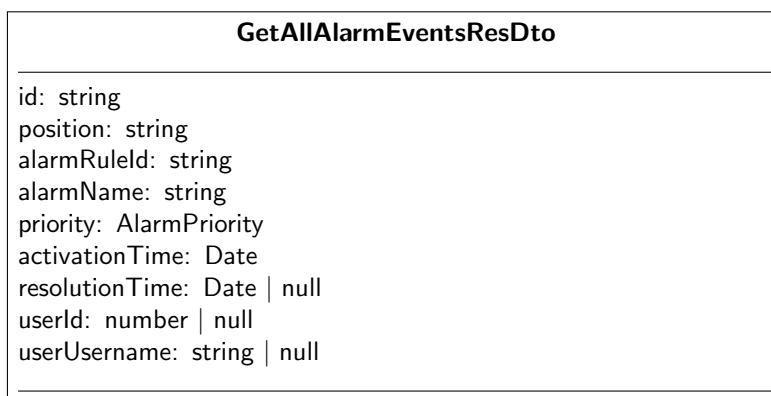 GetAllAlarmEventsResDto
id: string
position: string
alarmRuleId: string
alarmName: string
priority: AlarmPriority
activationTime: Date
resolutionTime: Date | null
userId: number | null
userUsername: string | null